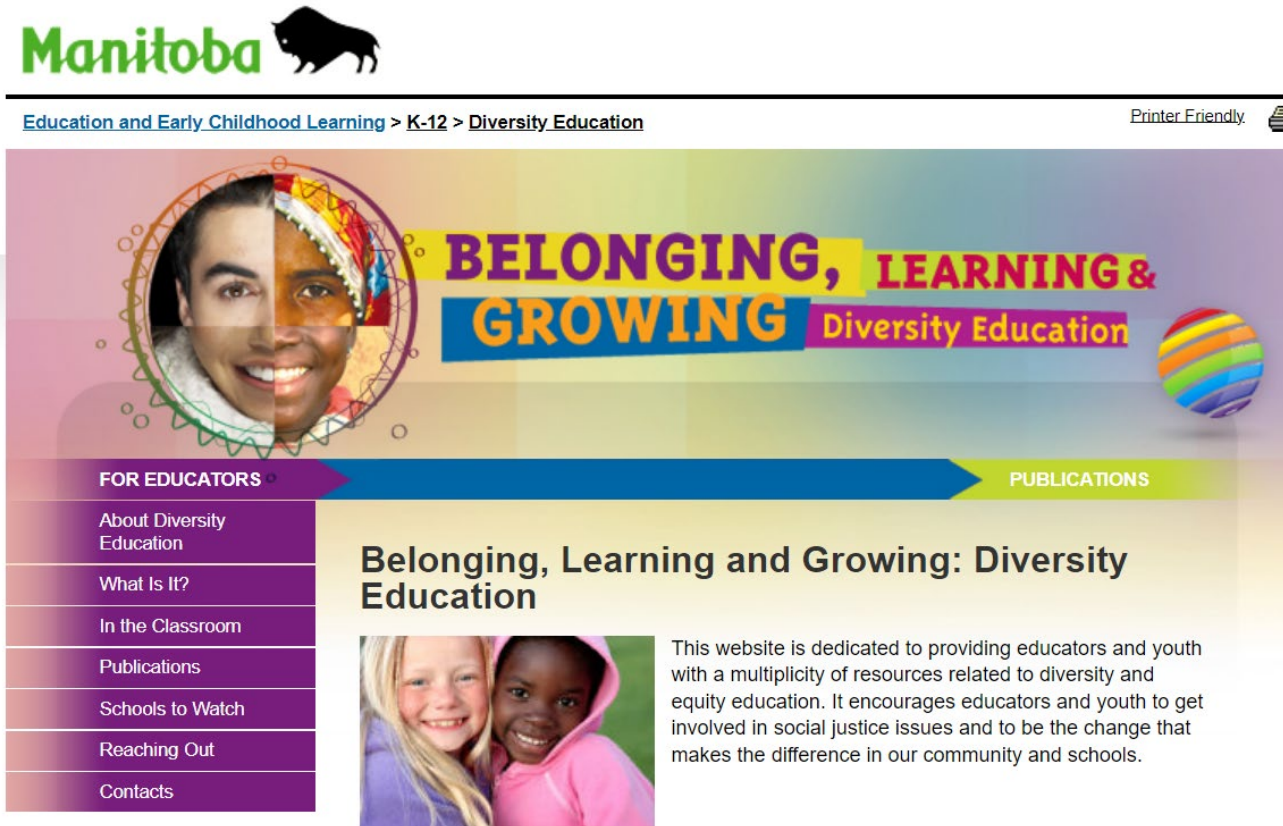 Manitoba
Education and Early Childhood Learning > K-12 > Diversity Education
Printer Friendly
BELONGING, LEARNING &
GROWING Diversity Education
FOR EDUCATORS
PUBLICATIONS
About Diversity
Education
What Is It?
In the Classroom
Publications
Schools to Watch
Reaching Out
Contacts
Belonging, Learning and Growing: Diversity
Education
This website is dedicated to providing educators and youth
with a multiplicity of resources related to diversity and
equity education. It encourages educators and youth to get
involved in social justice issues and to be the change that
makes the difference in our community and schools.